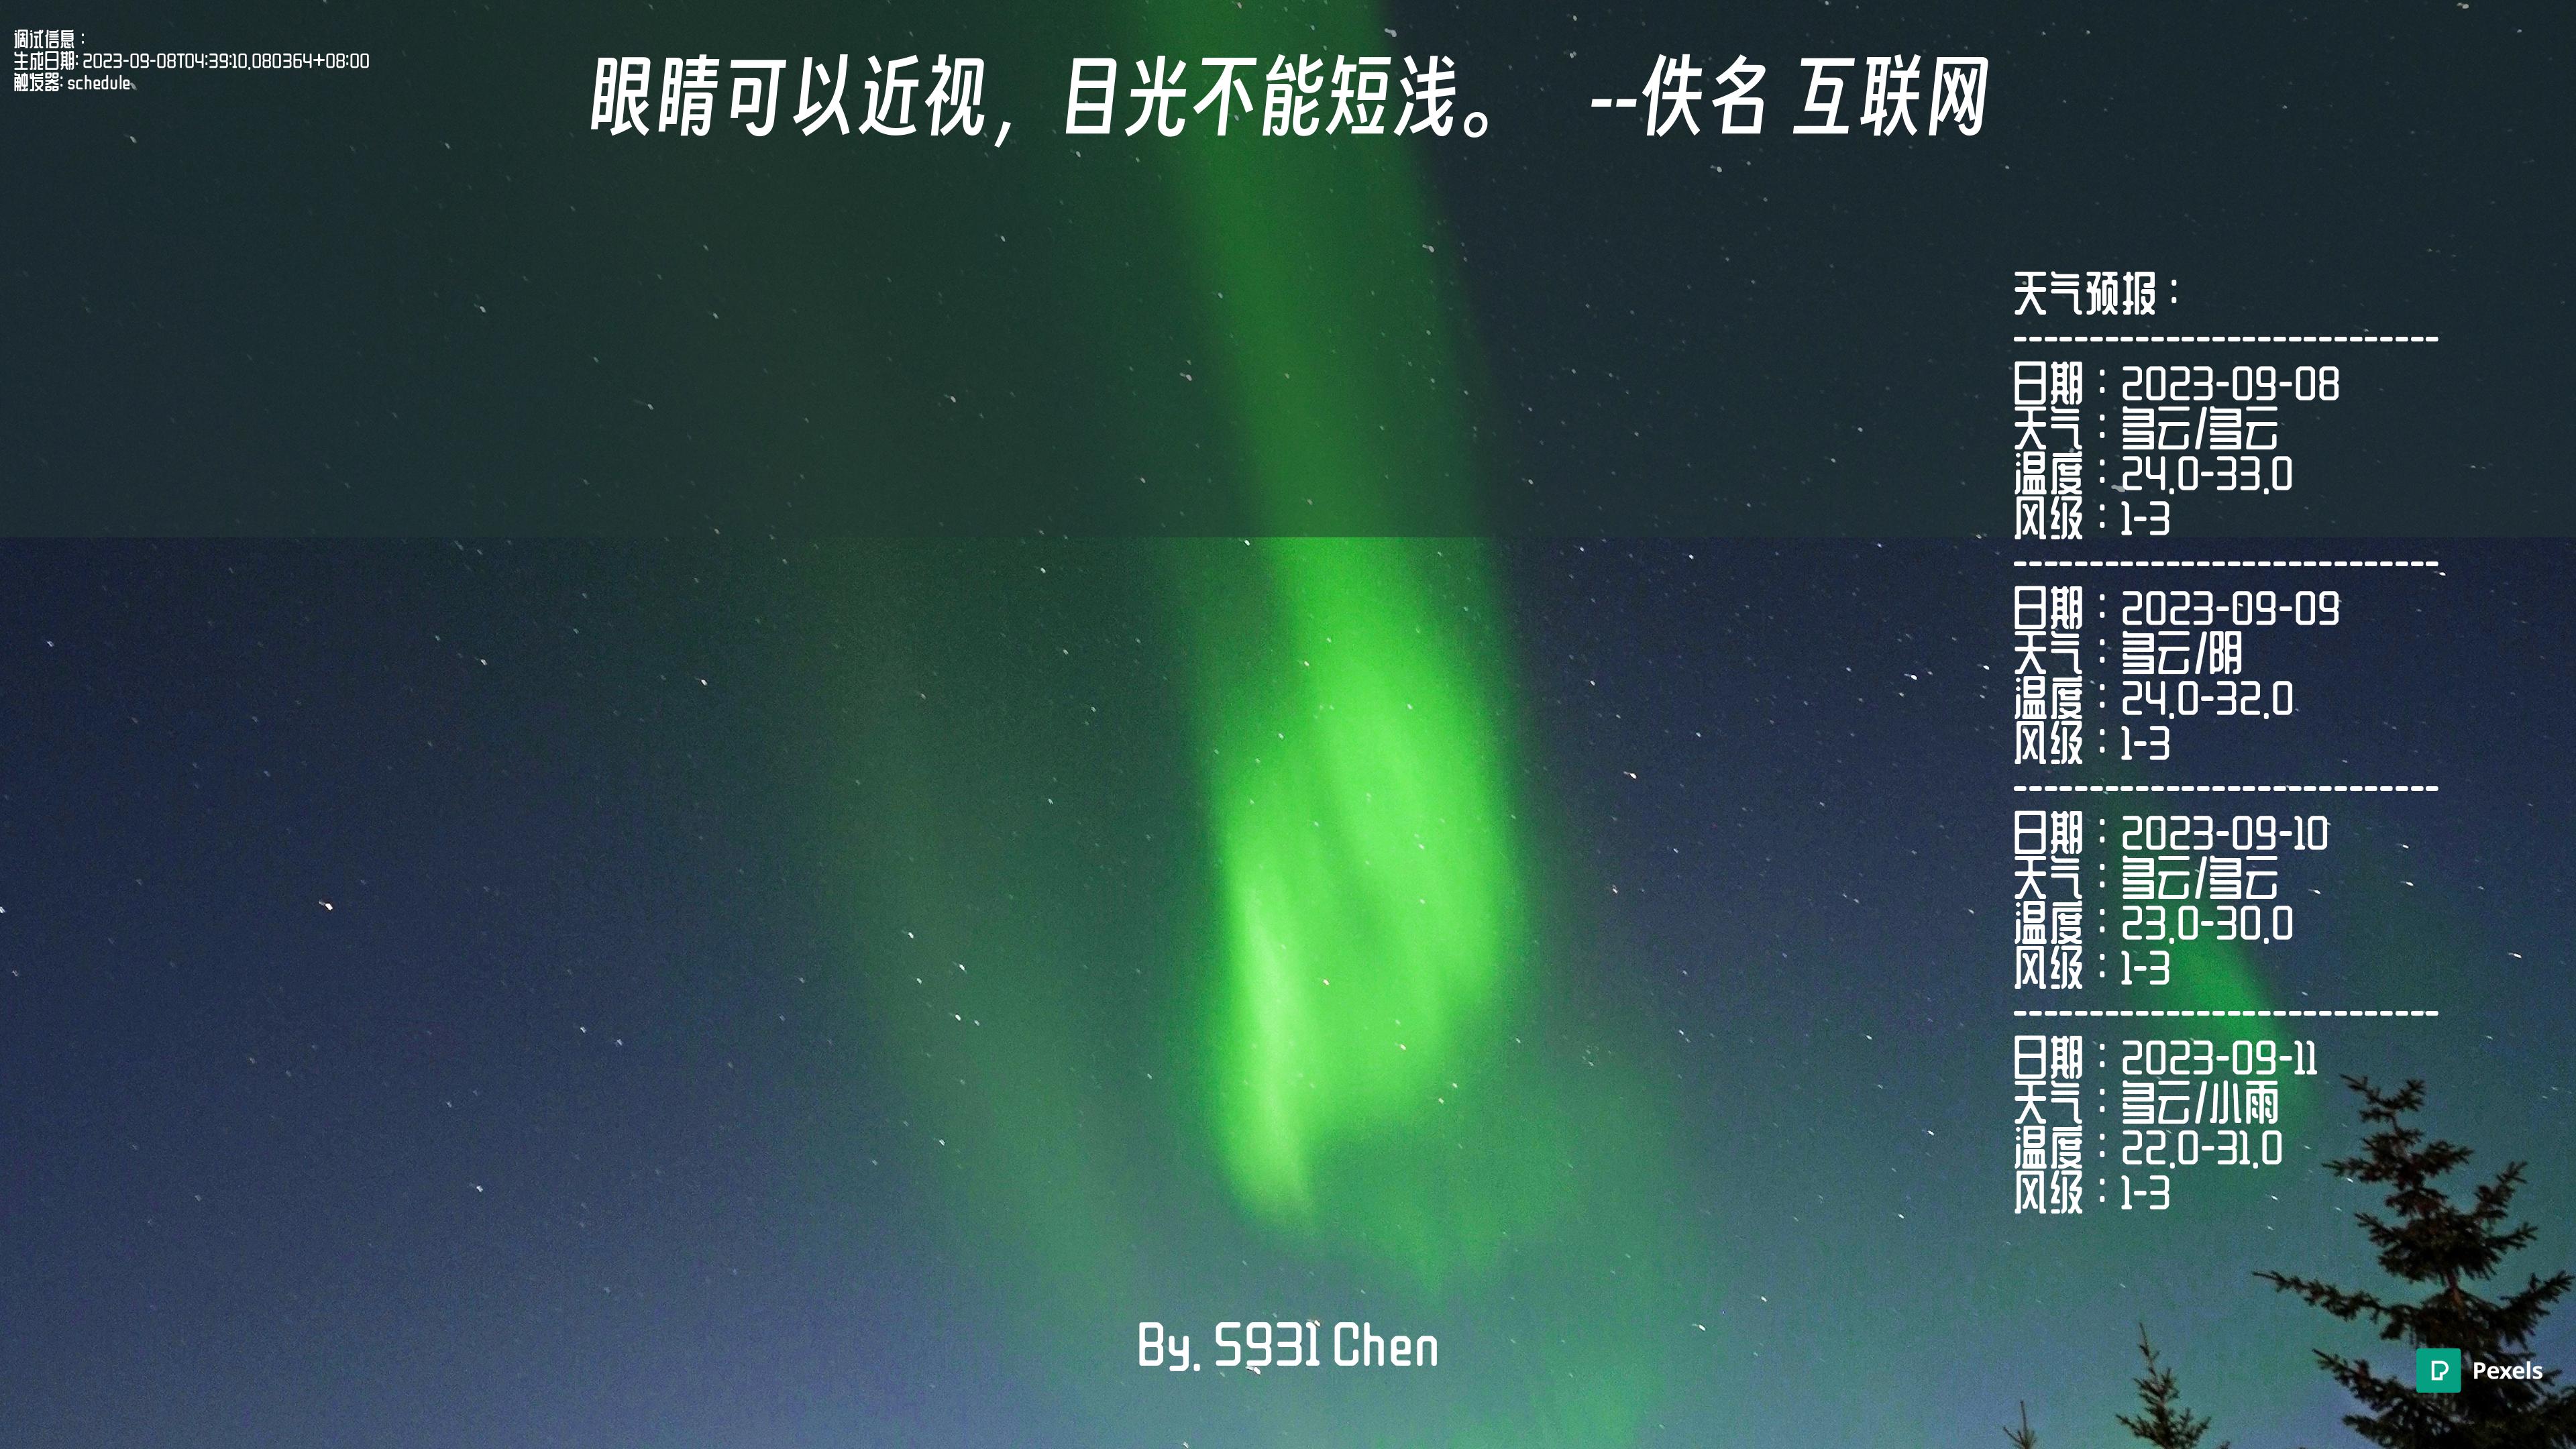 调试信息：
生成日期: 2023-09-08T04:39:10.080364+08:00
触发器: schedule
眼睛可以近视，目光不能短浅。 --佚名 互联网
天气预报：
----------------------------
日期：2023-09-08
天气：多云/多云
温度：24.0-33.0
风级：1-3
----------------------------
日期：2023-09-09
天气：多云/阴
温度：24.0-32.0
风级：1-3
----------------------------
日期：2023-09-10
天气：多云/多云
温度：23.0-30.0
风级：1-3
----------------------------
日期：2023-09-11
天气：多云/小雨
温度：22.0-31.0
风级：1-3
By. S931 Chen
Pexels